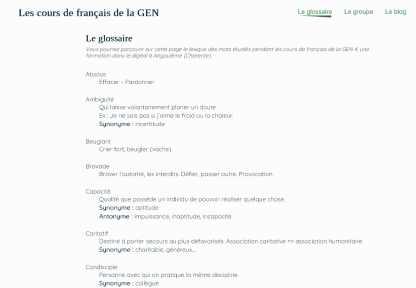 Les cours de français de la GEN
Le glossaire
Le groupe
Le blog
Le glossaire
Vous pourrez parcourir sur cette page le lexique des mots étudiés pendant les cours de français de la GEN 4, une
formation dans le digital à Angoulême (Charente).
Absous
Effacer - Pardonner
Ambiguïté
Qui laisse volontairement planer un doute.
Ex : Je ne sais pas si j'aime le froid ou la chaleur.
Synonyme : incertitude
Beuglant
Crier fort, beugler (vache)
Bravade
Braver l'autorité, les interdits. Défier, passer outre. Provocation.
Capacité
Qualité que possède un individu de pouvoir réaliser quelque chose.
Synonyme : aptitude
Antonyme : impuissance, inaptitude, incapacité
Caritatif
Destiné à porter secours au plus défavorisés. Association caritative => association humanitaire.
Synonyme : charitable, généreux,...
Condisciple
Personne avec qui on pratique la même discipline.
Synonyme : collègue